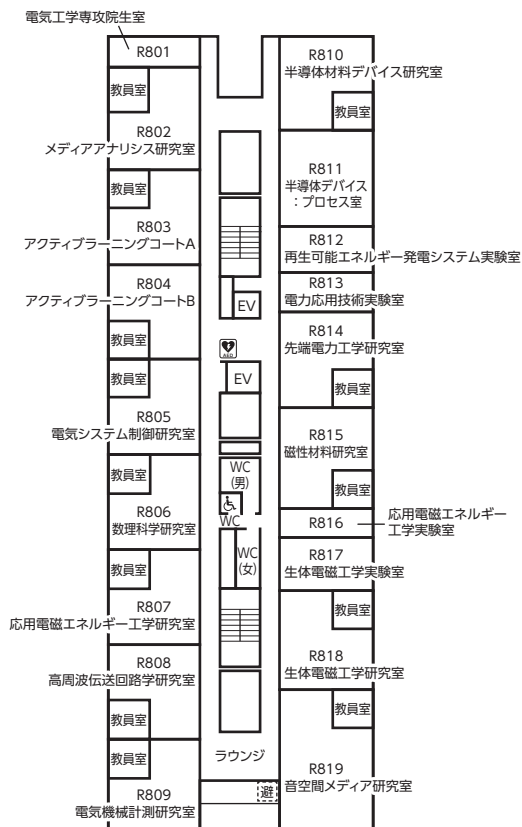 電気工学専攻院生室
R801
教員室
R802
メディアアナリシス研究室
教員室
R803
アクティブラーニングコートA
R804
アクティブラーニングコートB
教員室
教員室
R805
電気システム制御研究室
教員室
R806
数理科学研究室
教員室
R807
応用電磁エネルギー工学研究室
R808
高周波伝送回路学研究室
教員室
教員室
R809
電気機械計測研究室
EV
AED
EV
WC
(男)
WC
WC
(女)
ラウンジ
避
R810
半導体材料デバイス研究室
教員室
R811
半導体デバイス
：プロセス室
R812
再生可能エネルギー発電システム実験室
R813
電力応用技術実験室
R814
先端電力工学研究室
教員室
R815
磁性材料研究室
教員室
R816
応用電磁エネルギー
工学実験室
R817
生体電磁工学実験室
教員室
R818
生体電磁工学研究室
教員室
R819
音空間メディア研究室